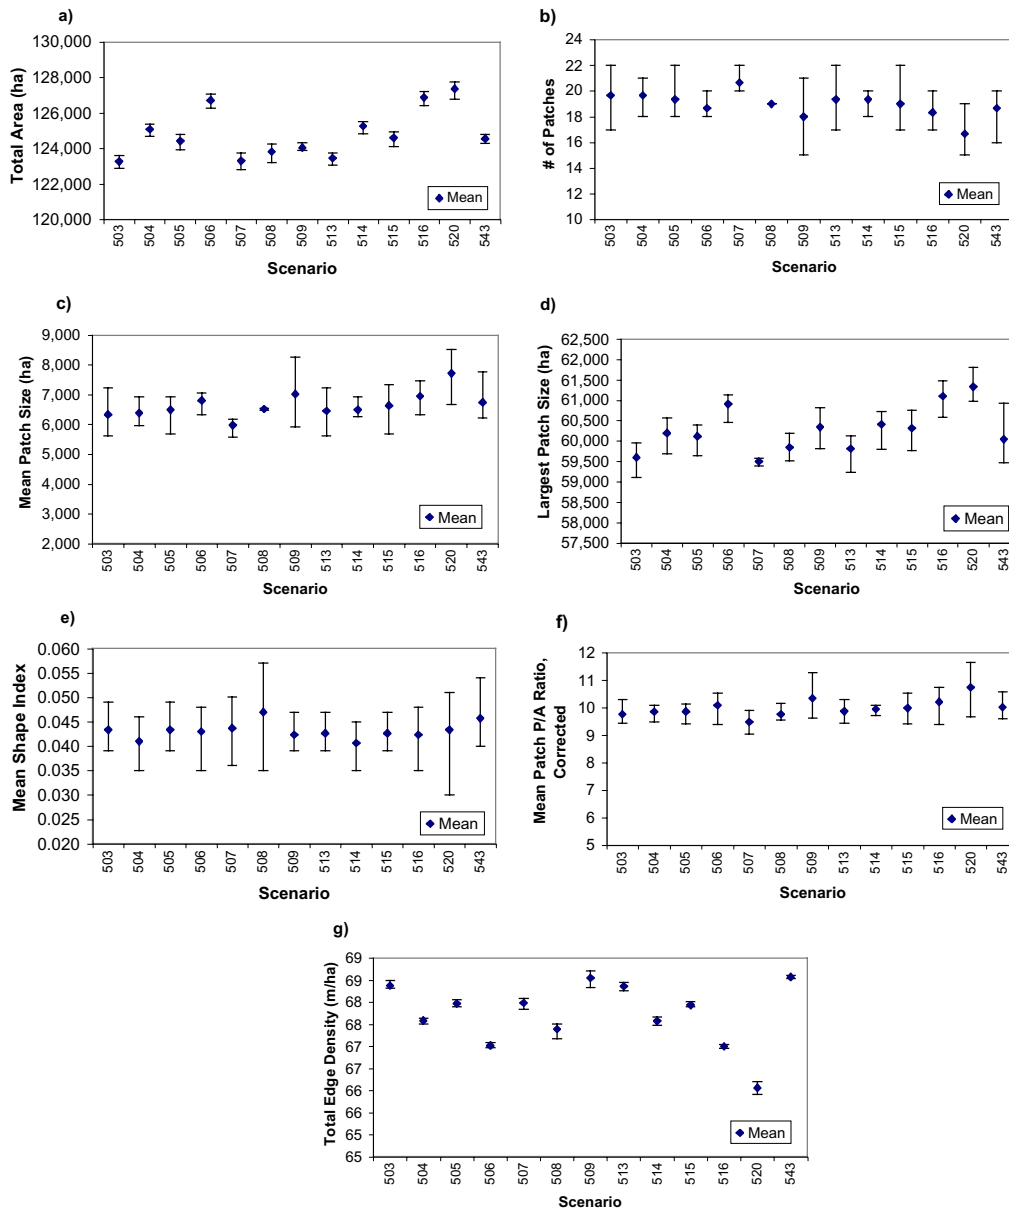 a)
130,000
128,000
126,000
124,000
122,000
120,000
Total Area (ha)
Mean
503 504 505 506 507 508 509 513 514 515 516 520 543
Scenario
b)
24
22
20
18
16
14
12
10
# of Patches
Mean
503 504 505 506 507 508 509 513 514 515 516 520 543
Scenario
c)
9,000
8,000
7,000
6,000
5,000
4,000
3,000
2,000
Mean Patch Size (ha)
Mean
503 504 505 506 507 508 509 513 514 515 516 520 543
Scenario
d)
62,500
62,000
61,500
61,000
60,500
60,000
59,500
59,000
58,500
58,000
57,500
Largest Patch Size (ha)
Mean
503 504 505 506 507 508 509 513 514 515 516 520 543
Scenario
e)
0.060
0.055
0.050
0.045
0.040
0.035
0.030
0.025
0.020
Mean Shape Index
Mean
503 504 505 506 507 508 509 513 514 515 516 520 543
Scenario
f)
12
11
10
9
8
7
6
5
Mean Patch P/A Ratio,
Corrected
Mean
503 504 505 506 507 508 509 513 514 515 516 520 543
Scenario
g)
69
69
68
68
67
67
66
66
65
65
Total Edge Density (m/ha)
Mean
503 504 505 506 507 508 509 513 514 515 516 520 543
Scenario